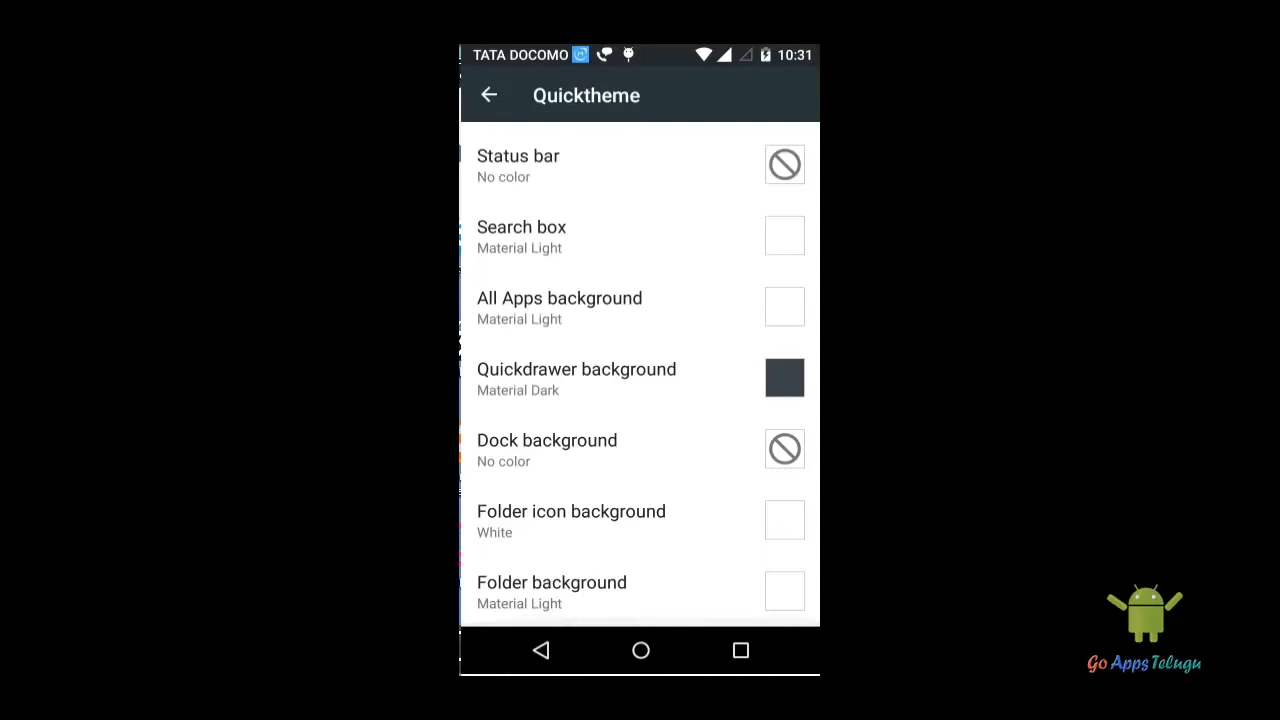 TATA DOCOMO 10:31
Quicktheme
Status bar
No color
Search box
Material Light
All Apps background
Material Light
Quickdrawer background
Material Dark
Dock background
No color
Folder icon background
White
Folder background
Material Light
Go Apps Telugu